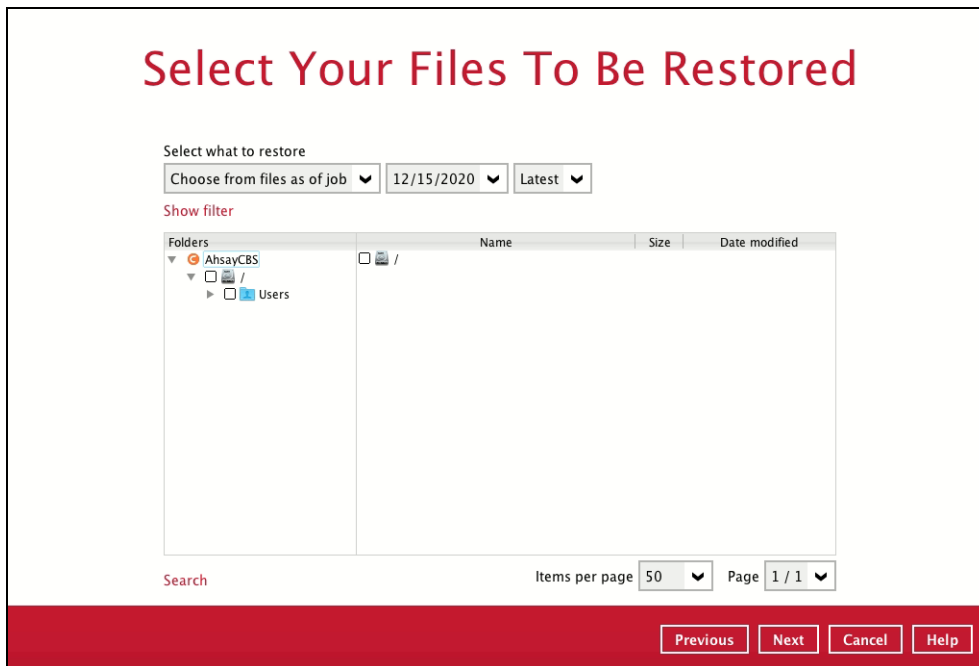 Select Your Files To Be Restored
Select what to restore
Choose from files as of job 12/15/2020 Latest
Show filter
Folders Name Size Date modified
AhsayCBS /
/
Users
Search Items per page 50 Page 1 / 1
Previous Next Cancel Help